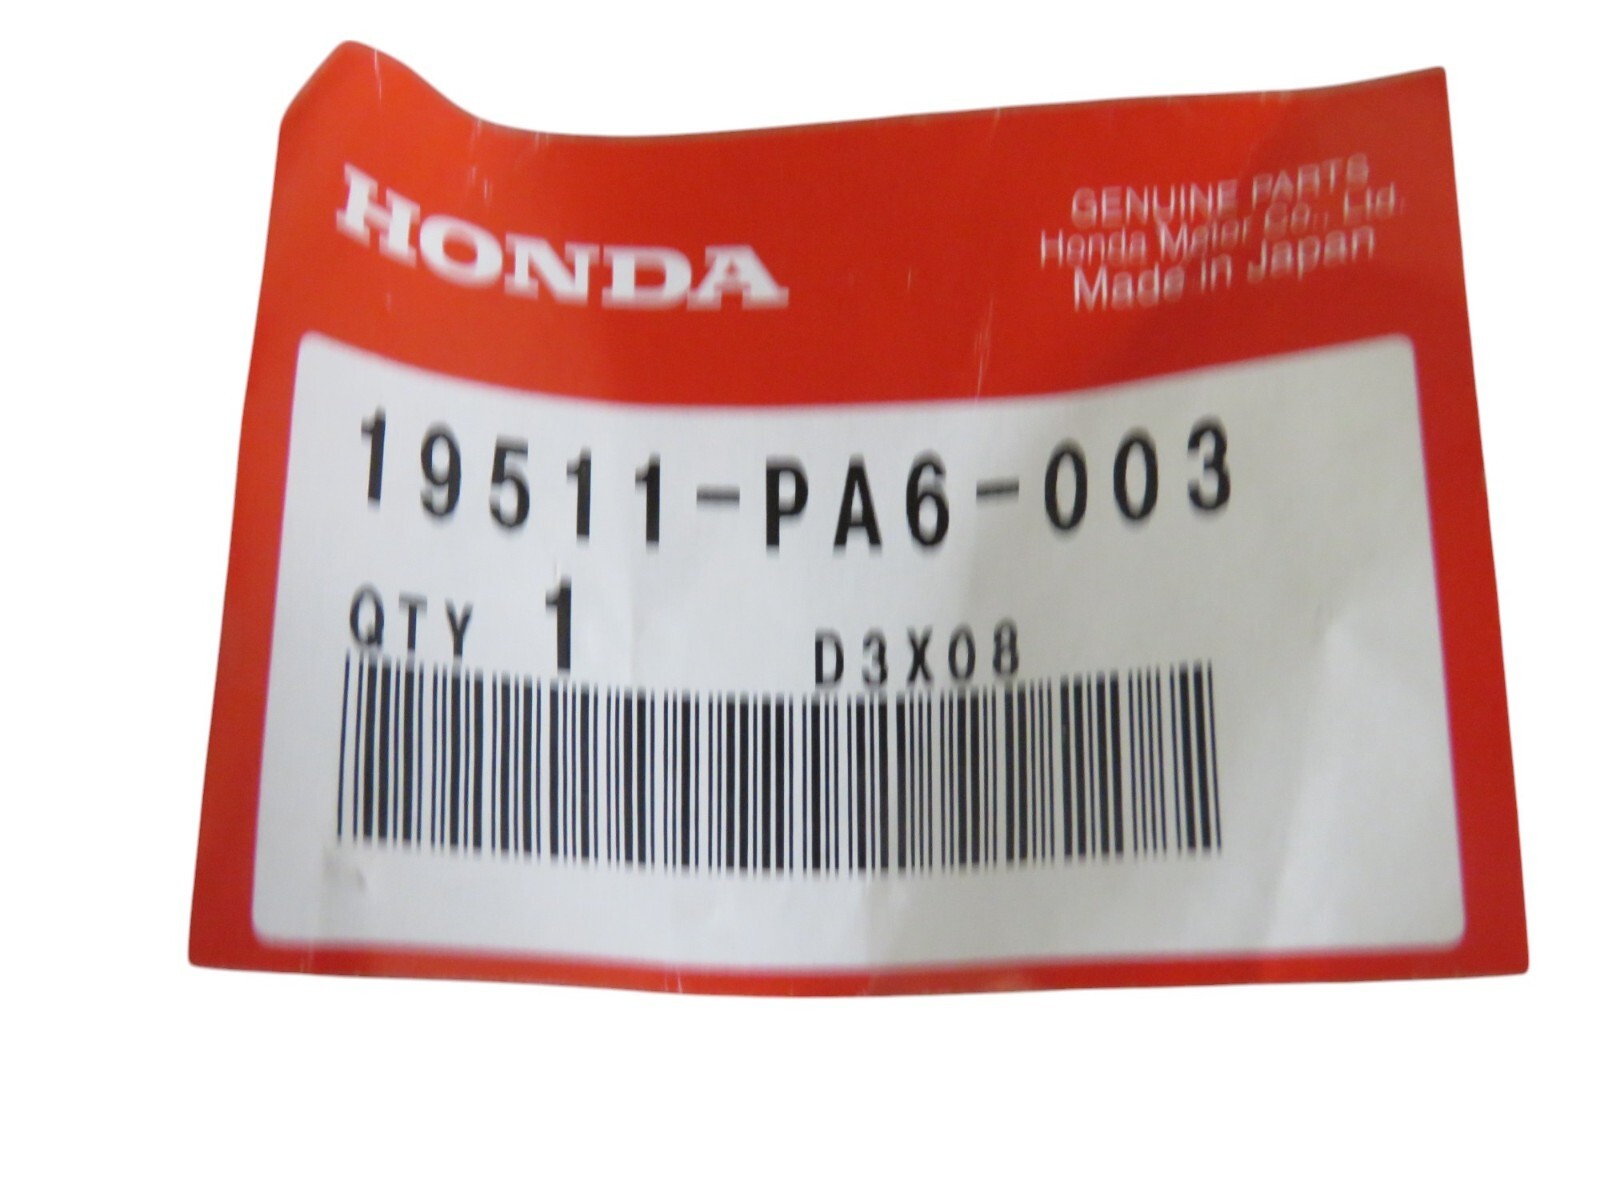 HONDA
GENUINE PARTS
Honda Motor Co., Ltd.
Made in Japan
19511-PA6-003
QTY 1 D3X08